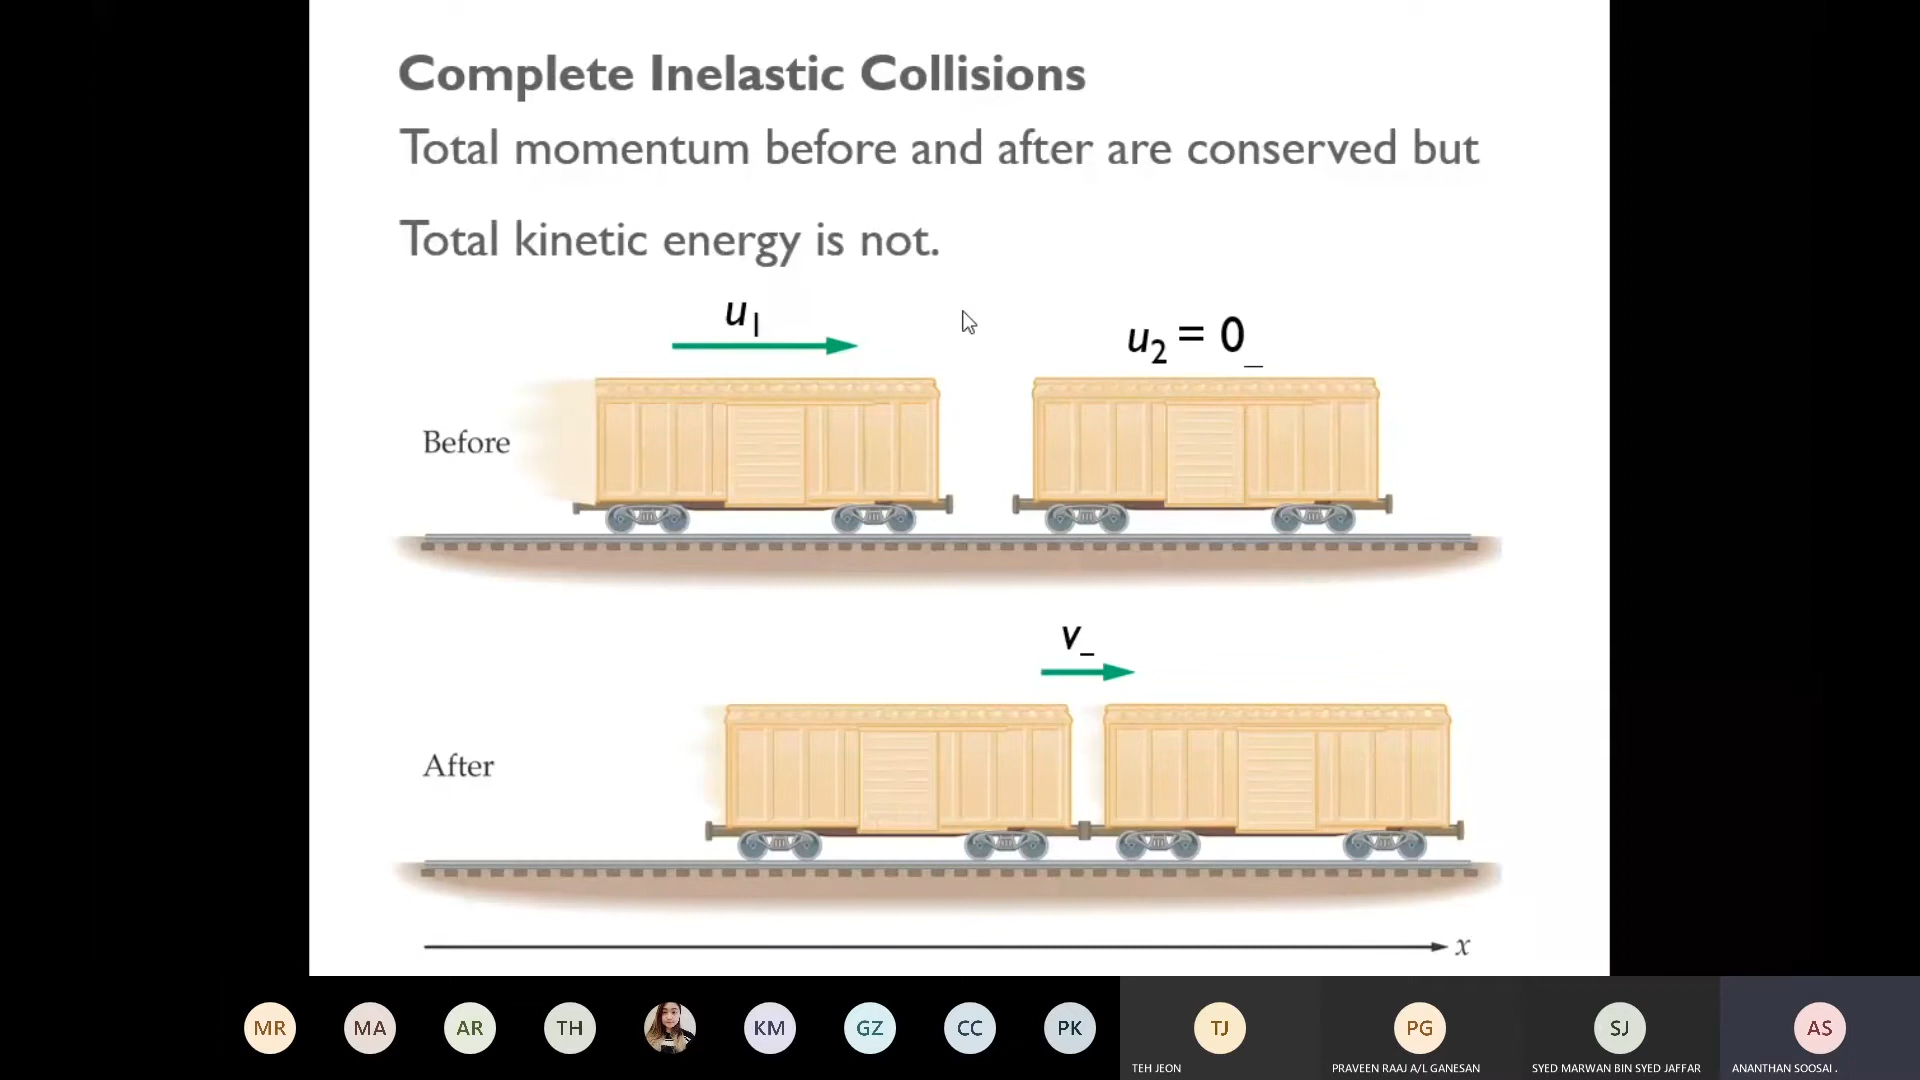 Complete Inelastic Collisions
Total momentum before and after are conserved but
Total kinetic energy is not.
u₁
u₂ = 0_
Before
v_
After
x
MR MA AR TH KM GZ CC PK TJ PG SJ AS
TEH JEON PRAVEEN RAAJ A/L GANESAN SYED MARWAN BIN SYED JAFFAR ANANTHAN SOOSAI .